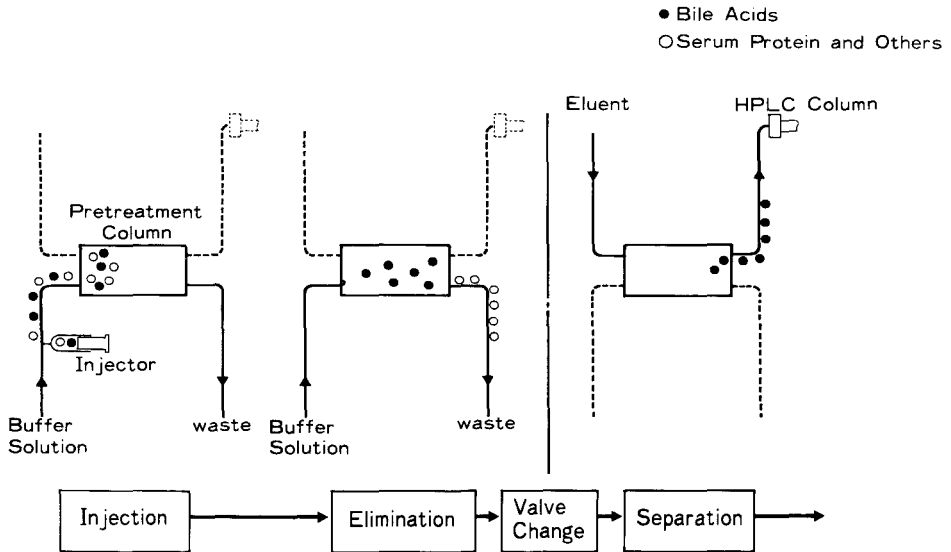 ● Bile Acids
○ Serum Protein and Others
Eluent
HPLC Column
Pretreatment
Column
Injector
Buffer
Solution
waste
Buffer
Solution
waste
Injection
Elimination
Valve
Change
Separation